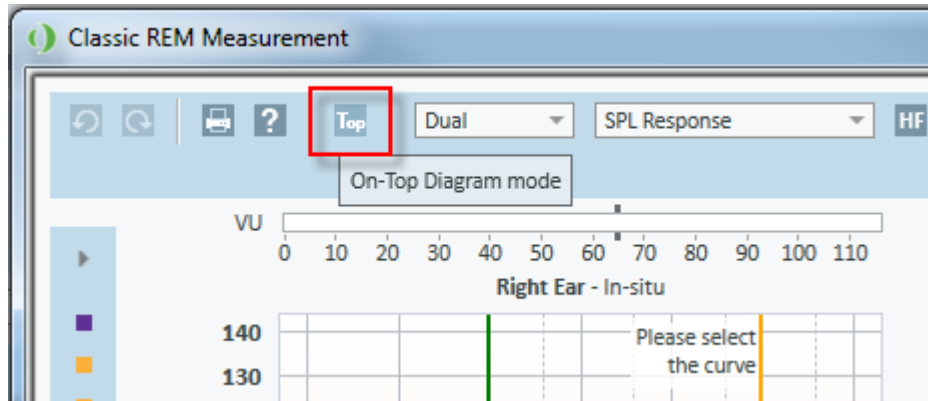 Classic REM Measurement
? Top Dual SPL Response HF
On-Top Diagram mode
VU
0 10 20 30 40 50 60 70 80 90 100 110
Right Ear - In-situ
140 Please select
the curve
130